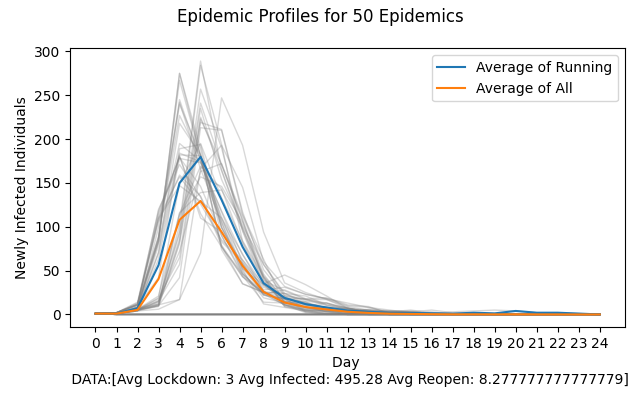 Epidemic Profiles for 50 Epidemics
300
250
200
150
100
50
0
Newly Infected Individuals
Average of Running
Average of All
0 1 2 3 4 5 6 7 8 9 10 11 12 13 14 15 16 17 18 19 20 21 22 23 24
Day
DATA:[Avg Lockdown: 3 Avg Infected: 495.28 Avg Reopen: 8.277777777777779]